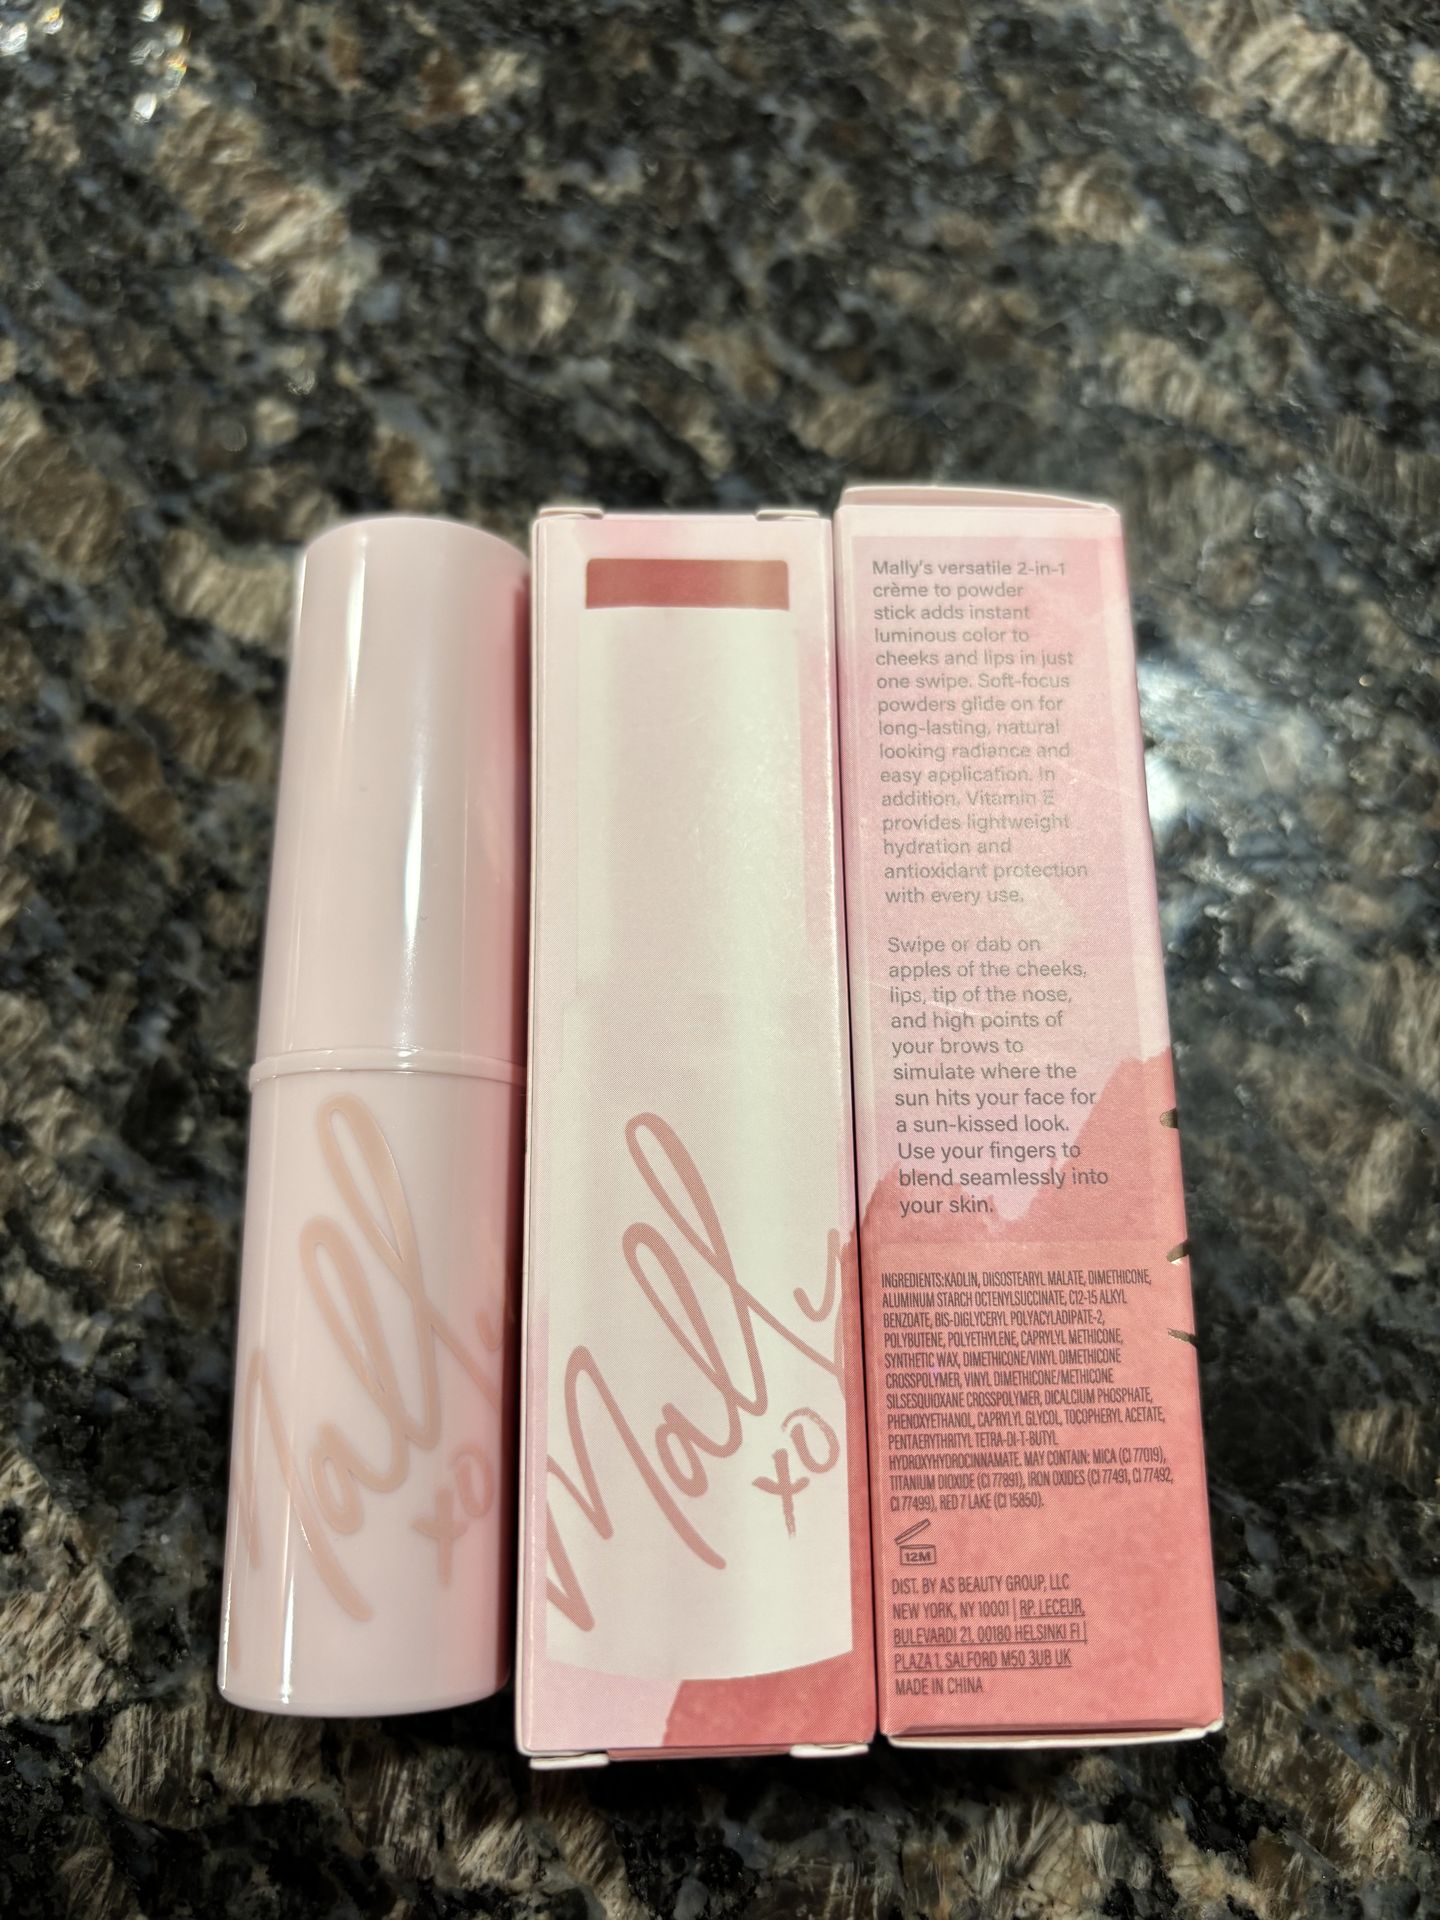 Mally
xo
Mally
xo
Mally's versatile 2-in-1
crème to powder
stick adds instant
luminous color to
cheeks and lips in just
one swipe. Soft-focus
powders glide on for
long-lasting, natural
looking radiance and
easy application. In
addition, Vitamin E
provides lightweight
hydration and
antioxidant protection
with every use.
Swipe or dab on
apples of the cheeks,
lips, tip of the nose,
and high points of
your brows to
simulate where the
sun hits your face for
a sun-kissed look.
Use your fingers to
blend seamlessly into
your skin.
INGREDIENTS:KAOLIN, DIISOSTEARYL MALATE, DIMETHICONE,
ALUMINUM STARCH OCTENYLSUCCINATE, C12-15 ALKYL
BENZOATE, BIS-DIGLYCERYL POLYACYLADIPATE-2,
POLYBUTENE, POLYETHYLENE, CAPRYLYL METHICONE,
SYNTHETIC WAX, DIMETHICONE/VINYL DIMETHICONE
CROSSPOLYMER, VINYL DIMETHICONE/METHICONE
SILSESQUIOXANE CROSSPOLYMER, DICALCIUM PHOSPHATE,
PHENOXYETHANOL, CAPRYLYL GLYCOL, TOCOPHERYL ACETATE,
PENTAERYTHRITYL TETRA-DI-T-BUTYL
HYDROXYHYDROCINNAMATE. MAY CONTAIN: MICA (CI 77019),
TITANIUM DIOXIDE (CI 77891), IRON OXIDES (CI 77491, CI 77492,
CI 77499), RED 7 LAKE (CI 15850).
12M
DIST. BY AS BEAUTY GROUP, LLC
NEW YORK, NY 10001 | RP. LECEUR,
BULEVARDI 21, 00180 HELSINKI FI |
PLAZA 1, SALFORD M50 3UB UK
MADE IN CHINA